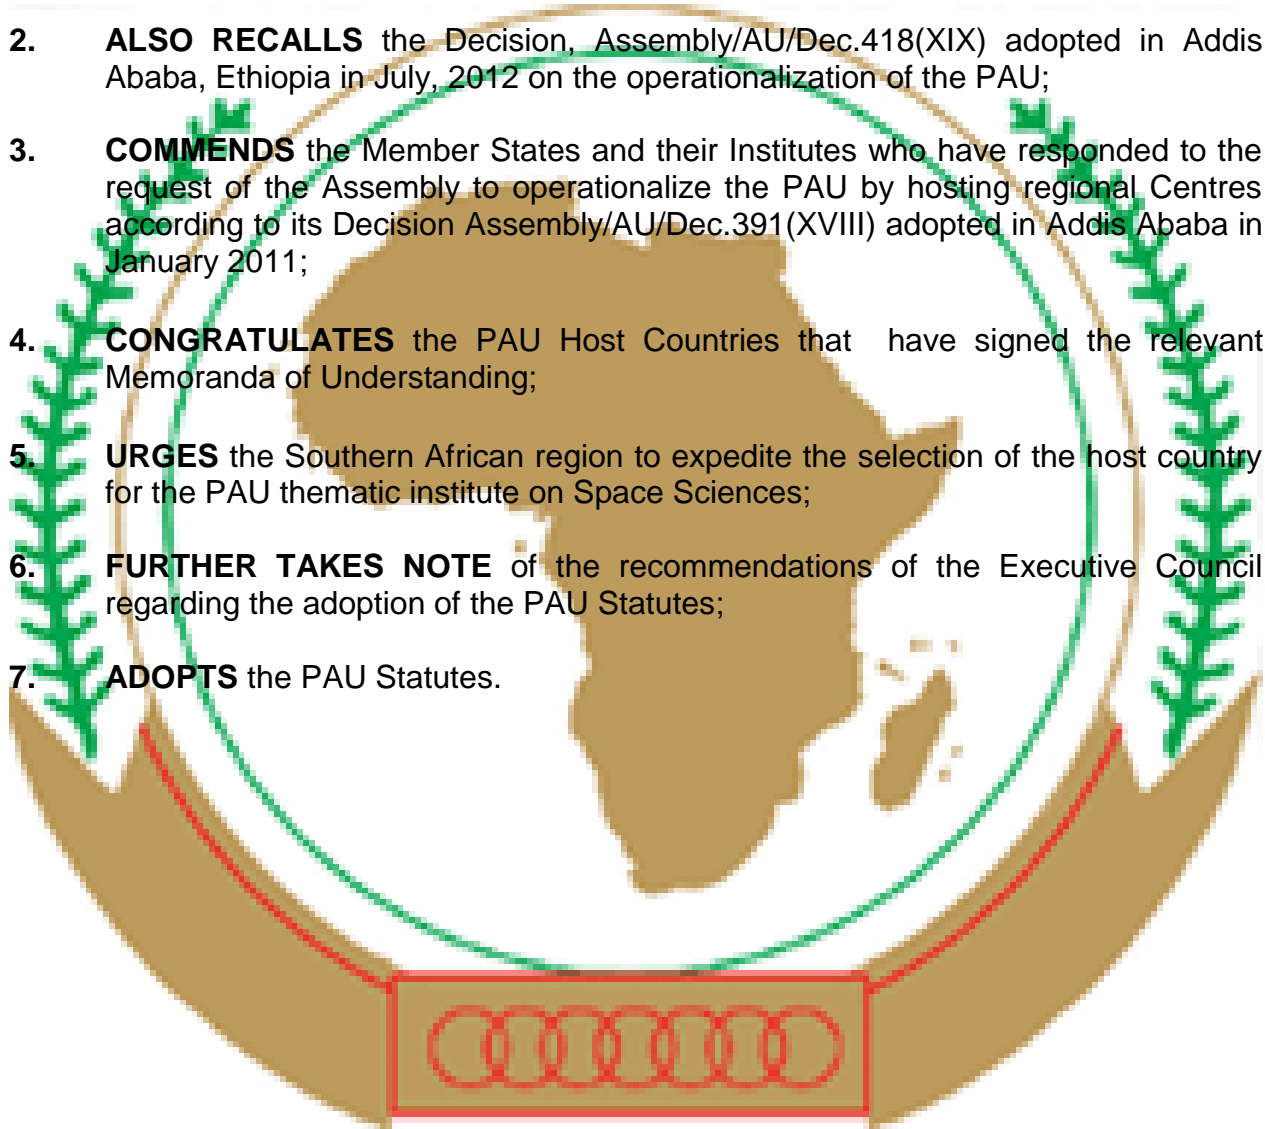 2. ALSO RECALLS the Decision, Assembly/AU/Dec.418(XIX) adopted in Addis
Ababa, Ethiopia in July, 2012 on the operationalization of the PAU;
3. COMMENDS the Member States and their Institutes who have responded to the
request of the Assembly to operationalize the PAU by hosting regional Centres
according to its Decision Assembly/AU/Dec.391(XVIII) adopted in Addis Ababa in
January 2011;
4. CONGRATULATES the PAU Host Countries that have signed the relevant
Memoranda of Understanding;
5. URGES the Southern African region to expedite the selection of the host country
for the PAU thematic institute on Space Sciences;
6. FURTHER TAKES NOTE of the recommendations of the Executive Council
regarding the adoption of the PAU Statutes;
7. ADOPTS the PAU Statutes.